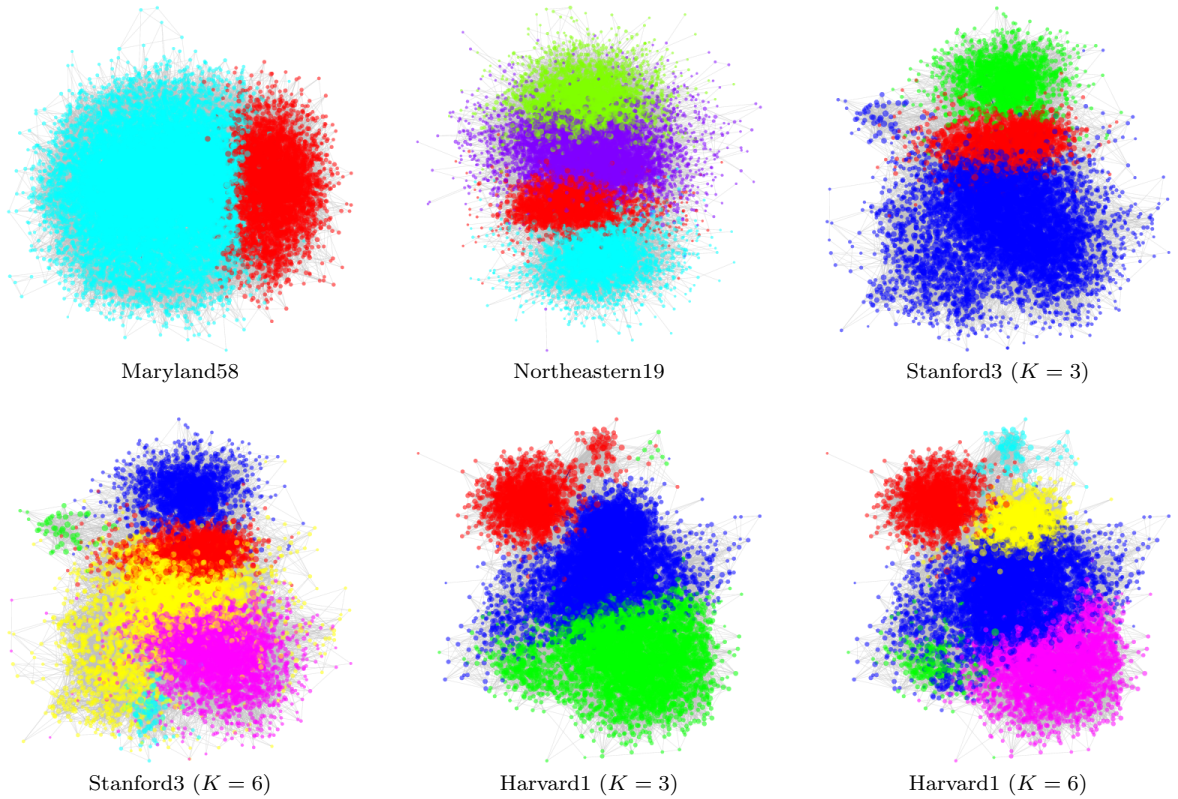 Maryland58
Northeastern19
Stanford3 (K = 3)
Stanford3 (K = 6)
Harvard1 (K = 3)
Harvard1 (K = 6)